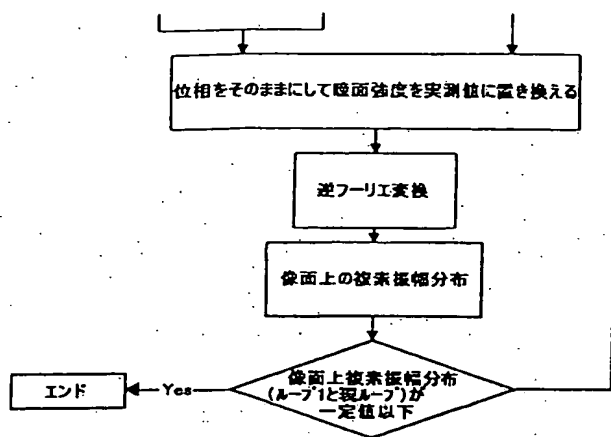 位相をそのままにして瞳面強度を実測値に置き換える
逆フーリエ変換
像面上の複素振幅分布
像面上複素振幅分布
(ループ1と現ループ)が
一定値以下
Yes
エンド